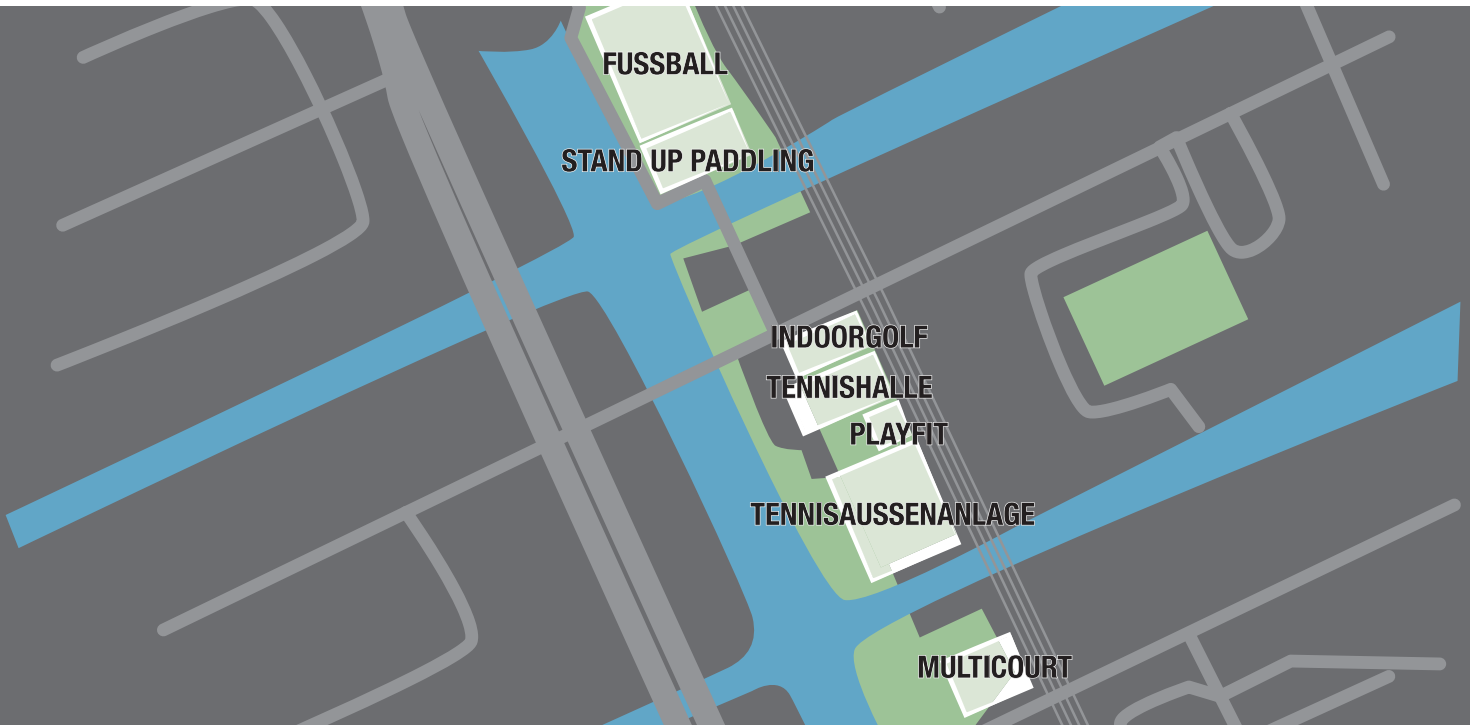 FUSSBALL
STAND UP PADDLING
INDOORGOLF
TENNISHALLE
PLAYFIT
TENNISAUSSENANLAGE
MULTICOURT